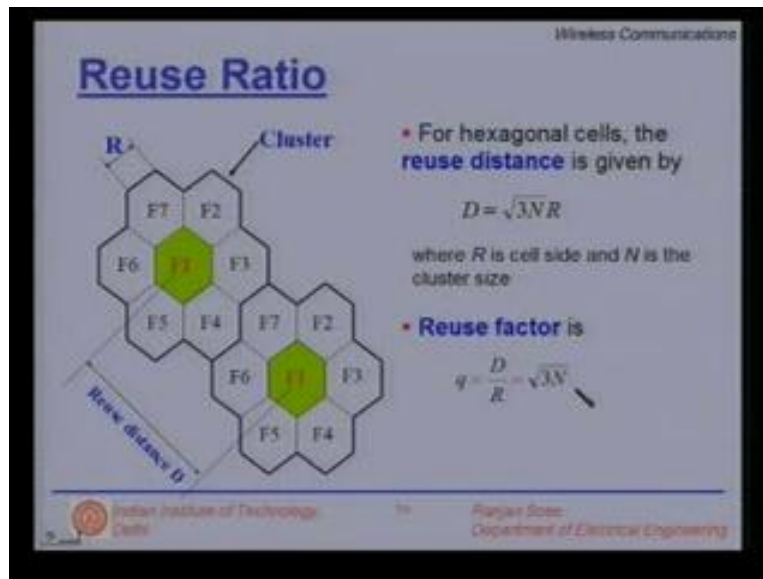 Wireless Communications
Reuse Ratio
R
Cluster
F7 F2
F6 F1 F3
F5 F4 F7 F2
F6 F1 F3
F5 F4
Reuse distance D
• For hexagonal cells, the
reuse distance is given by
D = √3N R
where R is cell side and N is the
cluster size
• Reuse factor is
q = D/R = √3N
Indian Institute of Technology,
Delhi
Ranjan Bose
Department of Electrical Engineering